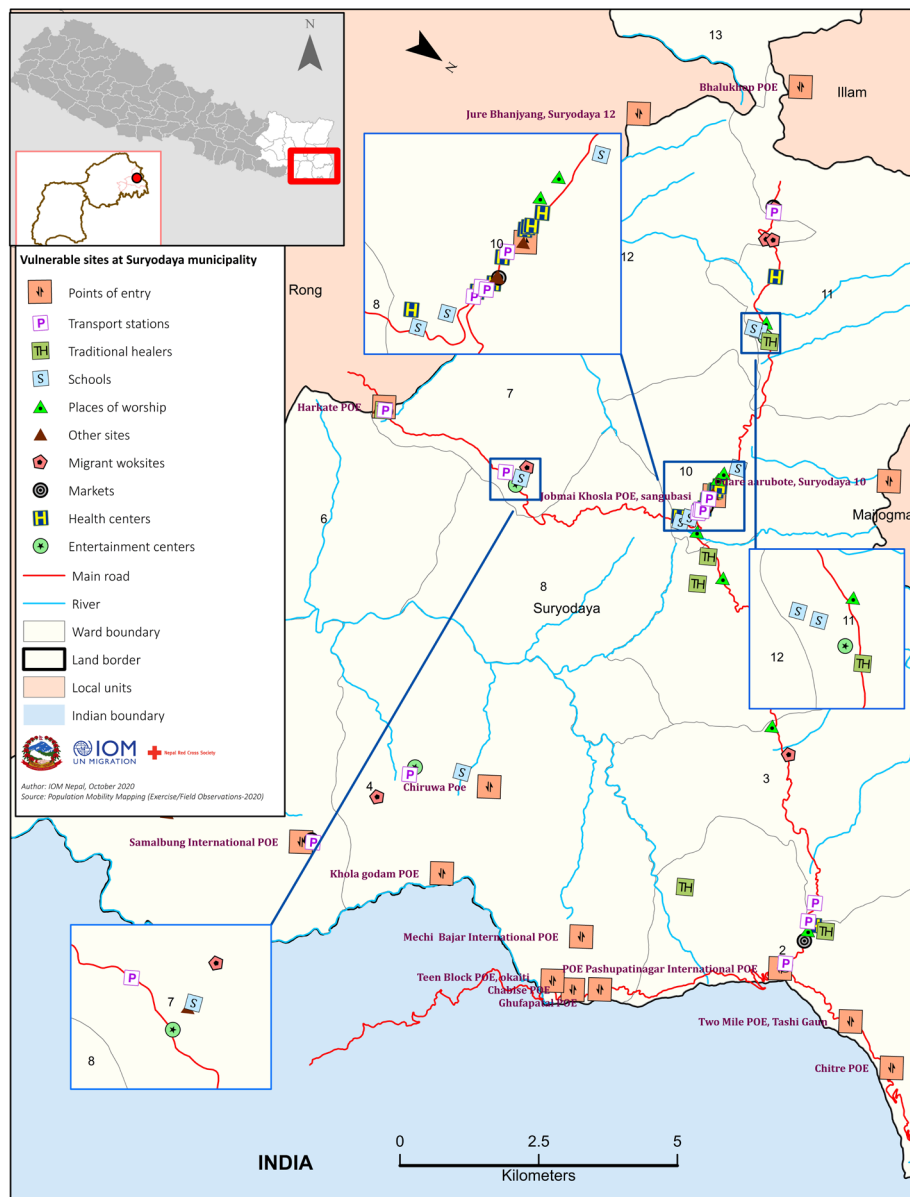 N
N
13
Bhalukhop POE
Illam
Jure Bhanjyang, Suryodaya 12
S
10
12
P
H
8
11
Vulnerable sites at Suryodaya municipality
Points of entry
P Transport stations
TH Traditional healers
S Schools
Places of worship
Other sites
Migrant woksites
Markets
H Health centers
Entertainment centers
Main road
River
Ward boundary
Land border
Local units
Indian boundary
IOM
UN MIGRATION
Nepal Red Cross Society
Author: IOM Nepal, October 2020
Source: Population Mobility Mapping (Exercise/Field Observations-2020)
Rong
7
Harkate POE
6
10
aurubote, Suryodaya 10
Jobmai Khosla POE, sangubasi
Maijogma
8
Suryodaya
11
12
3
4
Chiruwa Poe
Samalbung International POE
Khola godam POE
Mechi Bajar International POE
2
POE Pashupatinagar International POE
Teen Block POE, okaiti
Chabise POE
Ghufapatal POE
Two Mile POE, Tashi Gaun
Chitre POE
7
8
INDIA
0 2.5 5
Kilometers